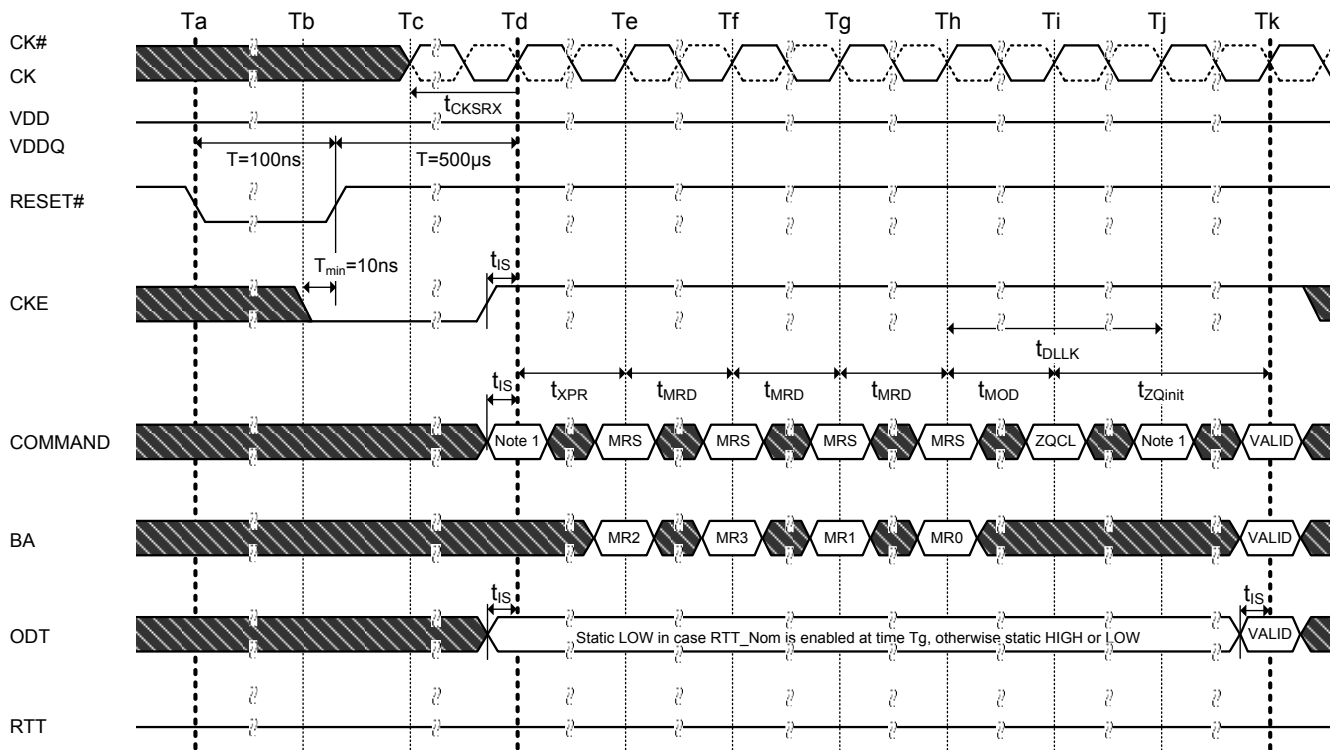 Ta Tb Tc Td Te Tf Tg Th Ti Tj Tk
CK#
CK
tCKSRX
VDD
VDDQ
T=100ns T=500µs
RESET#
Tmin=10ns tIS
CKE
tDLLK
tIS tXPR tMRD tMRD tMRD tMOD tZQinit
COMMAND Note 1 MRS MRS MRS MRS ZQCL Note 1 VALID
BA MR2 MR3 MR1 MR0 VALID
tIS tIS
ODT Static LOW in case RTT_Nom is enabled at time Tg, otherwise static HIGH or LOW VALID
RTT